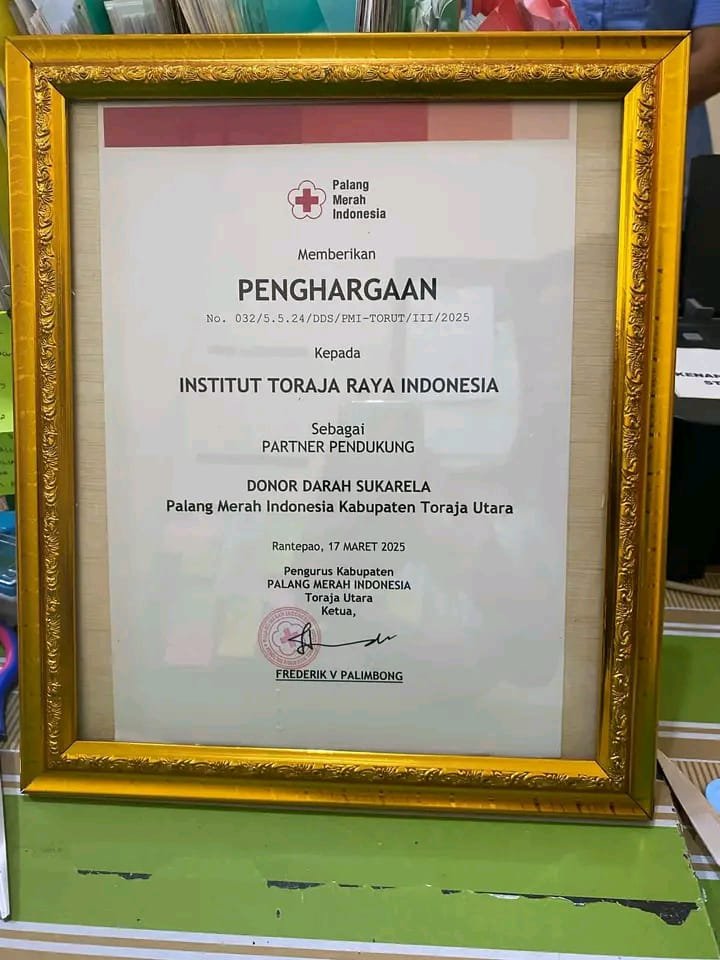 Palang
Merah
Indonesia
Memberikan
PENGHARGAAN
No. 032/5.5.24/DDS/PMI-TORUT/III/2025
Kepada
INSTITUT TORAJA RAYA INDONESIA
Sebagai
PARTNER PENDUKUNG
DONOR DARAH SUKARELA
Palang Merah Indonesia Kabupaten Toraja Utara
Rantepao, 17 MARET 2025
Pengurus Kabupaten
PALANG MERAH INDONESIA
Toraja Utara
Ketua,
FREDERIK V PALIMBONG
KENAN
ST